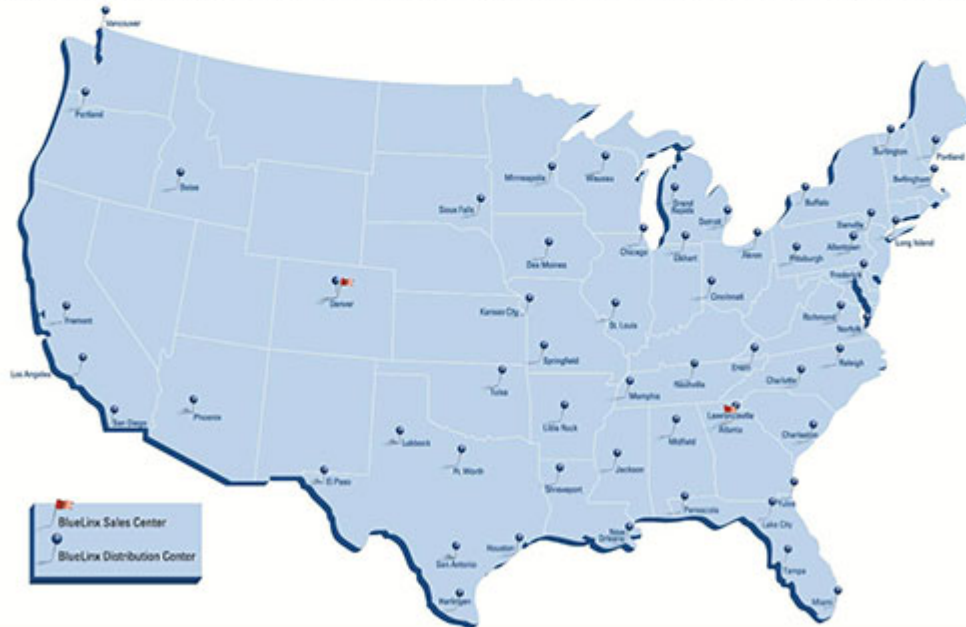 Vancouver
Portland
Boise
Fremont
Los Angeles
San Diego
Phoenix
Denver
El Paso
Lubbock
Ft. Worth
San Antonio
Harlingen
Houston
Sioux Falls
Minneapolis
Wausau
Des Moines
Kansas City
Springfield
Tulsa
Little Rock
Shreveport
New
Orleans
Jackson
Memphis
St. Louis
Chicago
Grand
Rapids
Detroit
Elkhart
Akron
Cincinnati
Nashville
Erwin
Midfield
Pensacola
Lawrenceville
Atlanta
Charlotte
Charleston
Raleigh
Richmond
Norfolk
Yulee
Lake City
Tampa
Miami
Buffalo
Pittsburgh
Allentown
Denville
Frederick
Long Island
Burlington
Portland
Bellingham
BlueLinx Sales Center
BlueLinx Distribution Center